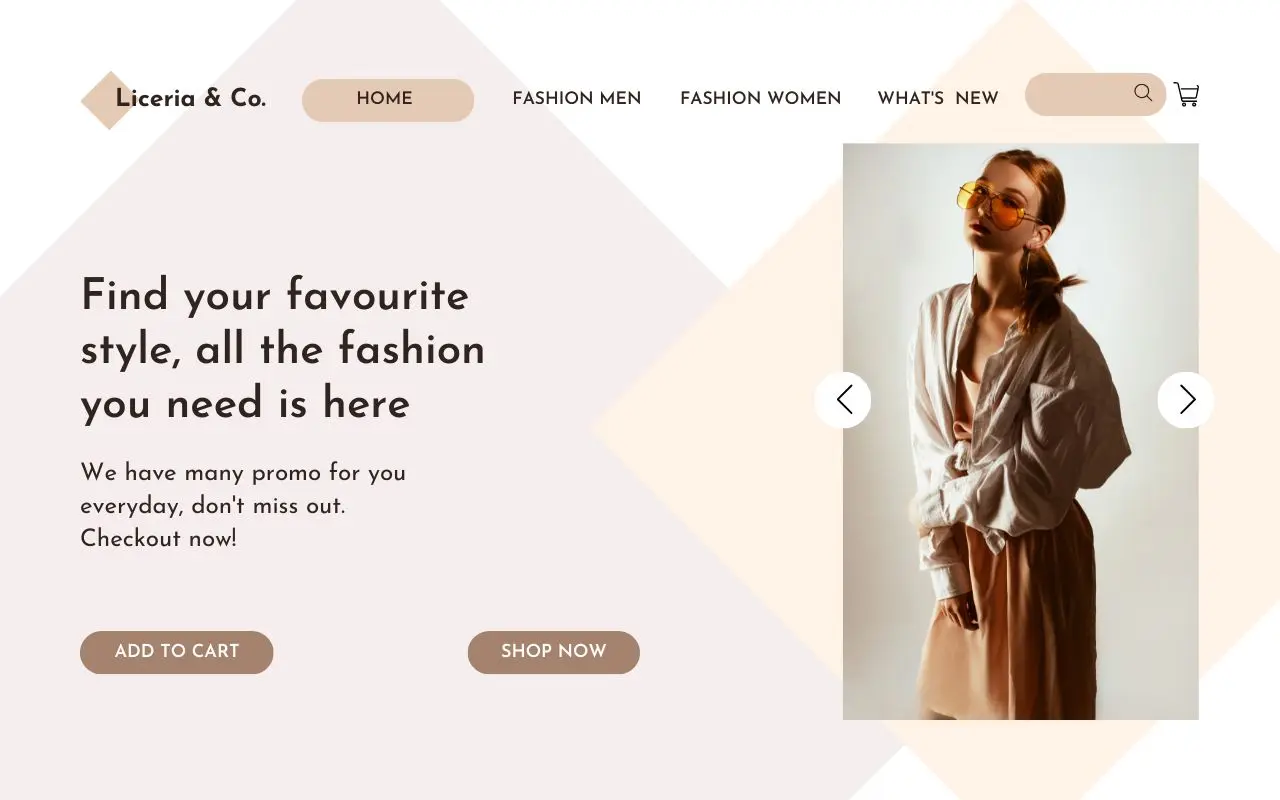 Liceria & Co.
HOME
FASHION MEN
FASHION WOMEN
WHAT'S  NEW
Find your favourite
style, all the fashion
you need is here
We have many promo for you
everyday, don't miss out.
Checkout now!
ADD TO CART
SHOP NOW